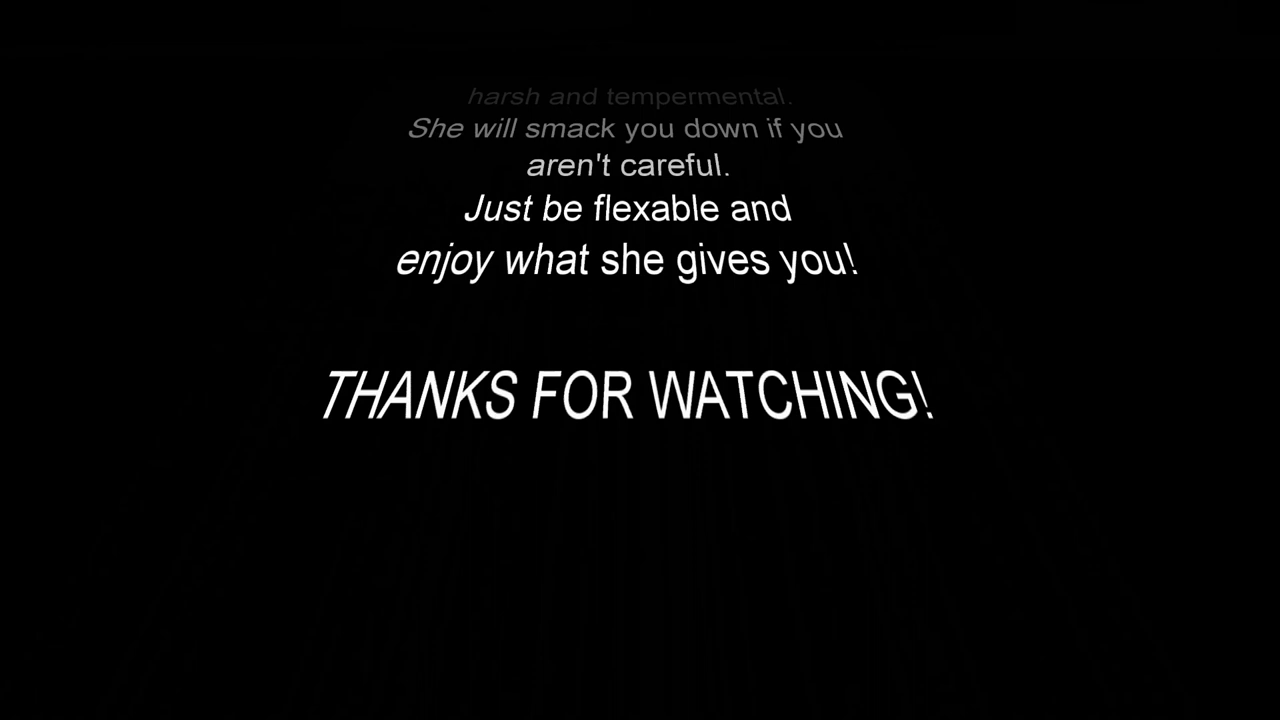 harsh and tempermental.
She will smack you down if you
aren't careful.
Just be flexable and
enjoy what she gives you!
THANKS FOR WATCHING!